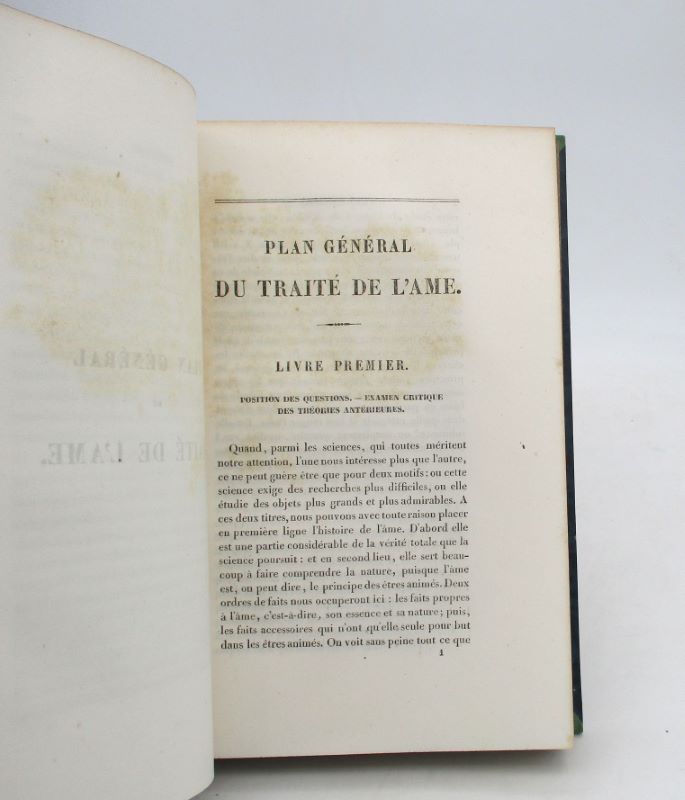 PLAN GÉNÉRAL
DU TRAITÉ DE L'AME.
LIVRE PREMIER.
POSITION DES QUESTIONS. — EXAMEN CRITIQUE
DES THÉORIES ANTÉRIEURES.
Quand, parmi les sciences, qui toutes méritent
notre attention, l'une nous intéresse plus que l'autre,
ce ne peut guère être que pour deux motifs: ou cette
science exige des recherches plus difficiles, ou elle
étudie des objets plus grands et plus admirables. A
ces deux titres, nous pouvons avec toute raison placer
en première ligne l'histoire de l'âme. D'abord elle
est une partie considérable de la vérité totale que la
science poursuit: et en second lieu, elle sert beau-
coup à faire comprendre la nature, puisque l'âme
est, on peut dire, le principe des êtres animés. Deux
ordres de faits nous occuperont ici: les faits propres
à l'âme, c'est-à-dire, son essence et sa nature; puis,
les faits accessoires qui n'ont qu'elle seule pour but
dans les êtres animés. On voit sans peine tout ce que
1